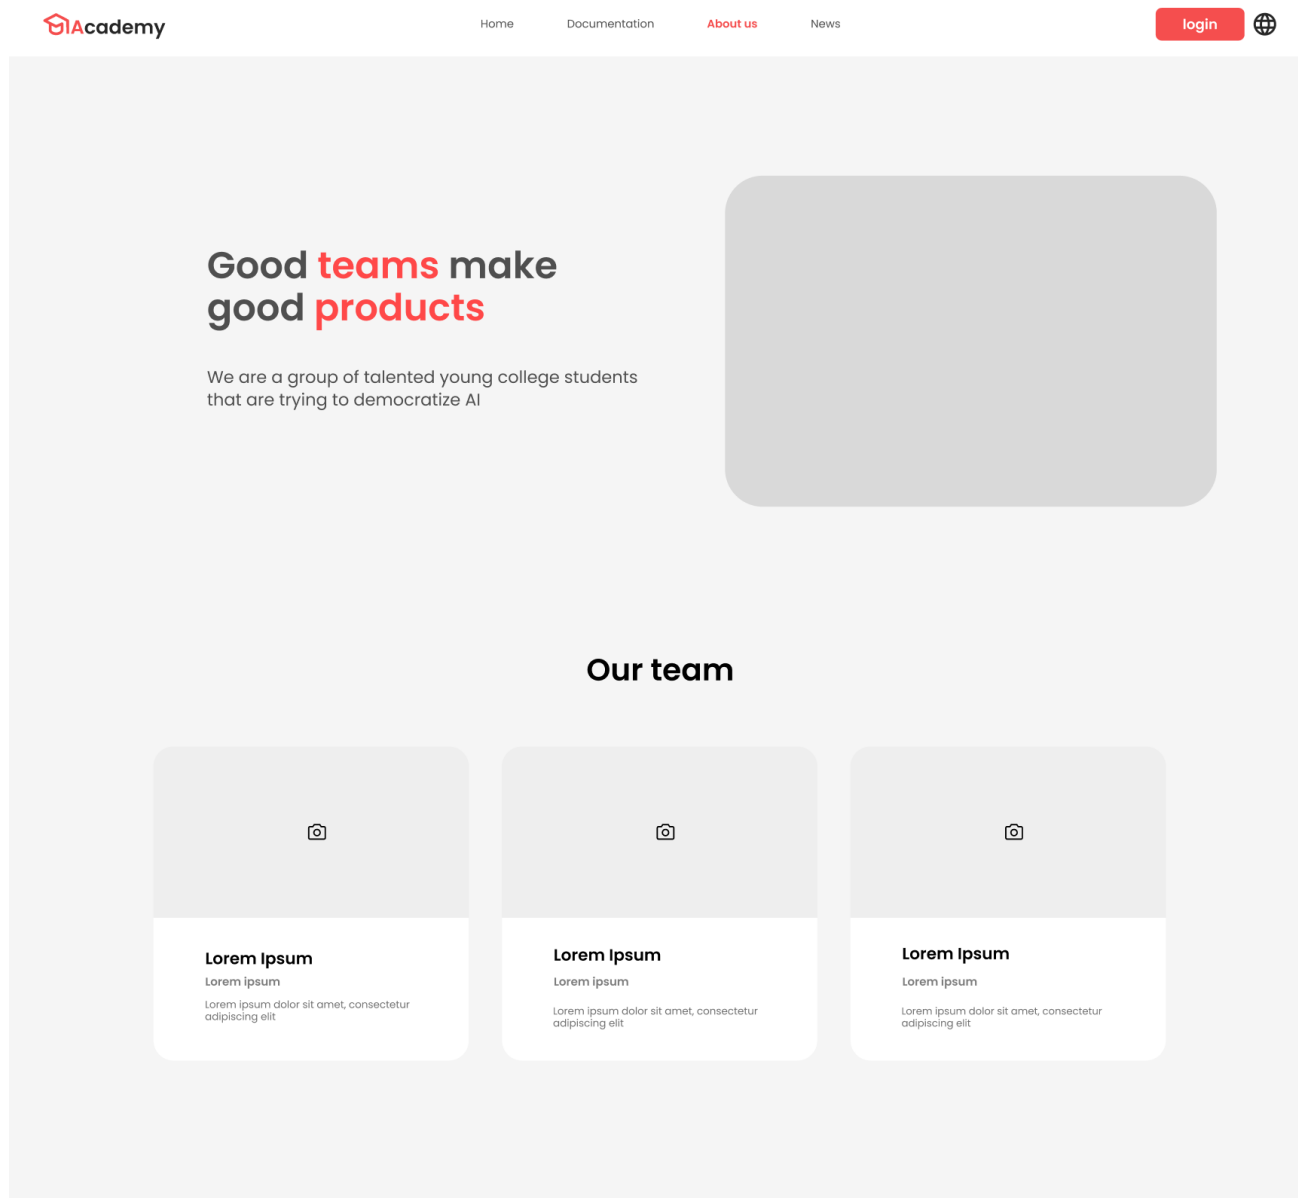 IAcademy
Home
Documentation
About us
News
login
Good teams make
good products
We are a group of talented young college students
that are trying to democratize AI
Our team
Lorem Ipsum
Lorem ipsum
Lorem ipsum dolor sit amet, consectetur
adipiscing elit
Lorem Ipsum
Lorem ipsum
Lorem ipsum dolor sit amet, consectetur
adipiscing elit
Lorem Ipsum
Lorem ipsum
Lorem ipsum dolor sit amet, consectetur
adipiscing elit